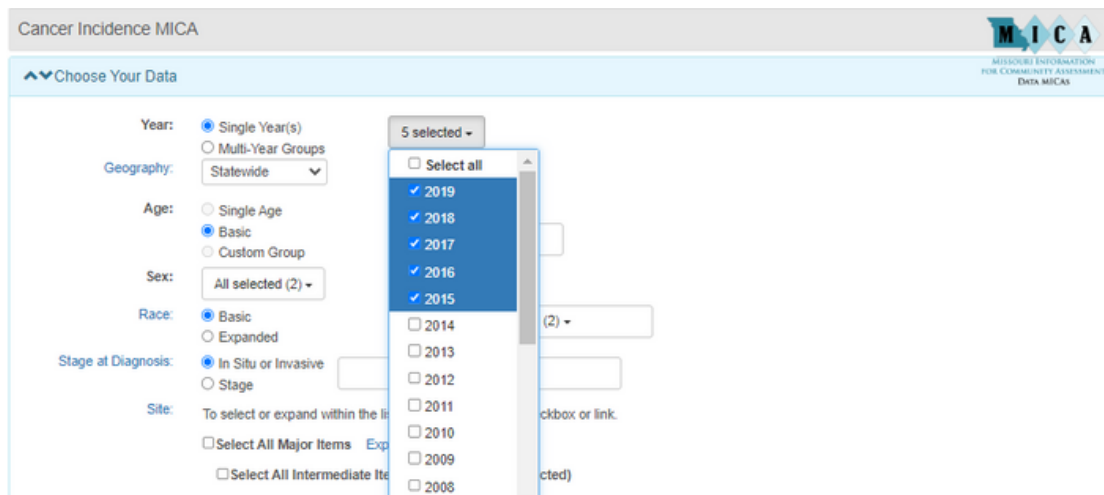 Cancer Incidence MICA
M I C A
MISSOURI INFORMATION
FOR COMMUNITY ASSESSMENT
DATA MICAS
Choose Your Data
Year:
Single Year(s)
Multi-Year Groups
5 selected
Geography:
Statewide
Age:
Single Age
Basic
Custom Group
Sex:
All selected (2)
Race:
Basic
Expanded
(2)
Stage at Diagnosis:
In Situ or Invasive
Stage
Site:
To select or expand within the li
ckbox or link.
Select All Major Items Exp
Select All Intermediate Ite
cted)
Select all
2019
2018
2017
2016
2015
2014
2013
2012
2011
2010
2009
2008